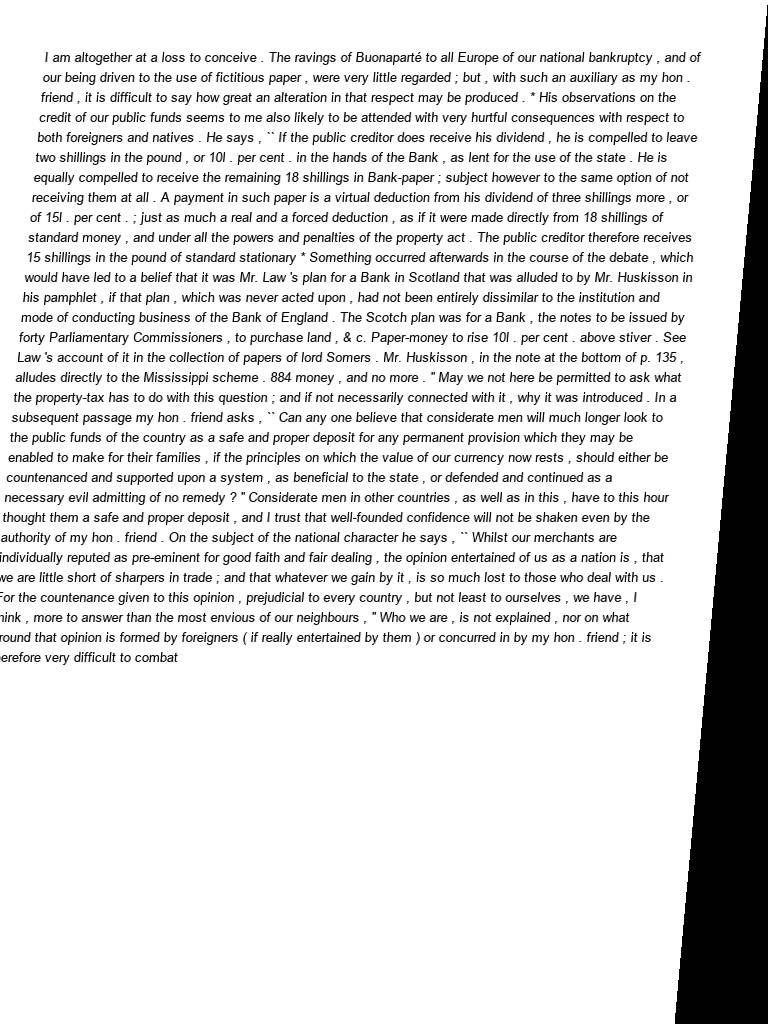 I am altogether at a loss to conceive . The ravings of Buonaparté to all Europe of our national bankruptcy , and of
our being driven to the use of fictitious paper , were very little regarded ; but , with such an auxiliary as my hon .
friend , it is difficult to say how great an alteration in that respect may be produced . * His observations on the
credit of our public funds seems to me also likely to be attended with very hurtful consequences with respect to
both foreigners and natives . He says , `` If the public creditor does receive his dividend , he is compelled to leave
two shillings in the pound , or 10l . per cent . in the hands of the Bank , as lent for the use of the state . He is
equally compelled to receive the remaining 18 shillings in Bank-paper ; subject however to the same option of not
receiving them at all . A payment in such paper is a virtual deduction from his dividend of three shillings more , or
of 15l . per cent . ; just as much a real and a forced deduction , as if it were made directly from 18 shillings of
standard money , and under all the powers and penalties of the property act . The public creditor therefore receives
15 shillings in the pound of standard stationary * Something occurred afterwards in the course of the debate , which
would have led to a belief that it was Mr. Law 's plan for a Bank in Scotland that was alluded to by Mr. Huskisson in
his pamphlet , if that plan , which was never acted upon , had not been entirely dissimilar to the institution and
mode of conducting business of the Bank of England . The Scotch plan was for a Bank , the notes to be issued by
forty Parliamentary Commissioners , to purchase land , & c. Paper-money to rise 10l . per cent . above stiver . See
Law 's account of it in the collection of papers of lord Somers . Mr. Huskisson , in the note at the bottom of p. 135 ,
alludes directly to the Mississippi scheme . 884 money , and no more . " May we not here be permitted to ask what
the property-tax has to do with this question ; and if not necessarily connected with it , why it was introduced . In a
subsequent passage my hon . friend asks , `` Can any one believe that considerate men will much longer look to
the public funds of the country as a safe and proper deposit for any permanent provision which they may be
enabled to make for their families , if the principles on which the value of our currency now rests , should either be
countenanced and supported upon a system , as beneficial to the state , or defended and continued as a
necessary evil admitting of no remedy ? " Considerate men in other countries , as well as in this , have to this hour
thought them a safe and proper deposit , and I trust that well-founded confidence will not be shaken even by the
authority of my hon . friend . On the subject of the national character he says , `` Whilst our merchants are
individually reputed as pre-eminent for good faith and fair dealing , the opinion entertained of us as a nation is , that
we are little short of sharpers in trade ; and that whatever we gain by it , is so much lost to those who deal with us .
For the countenance given to this opinion , prejudicial to every country , but not least to ourselves , we have , I
hink , more to answer than the most envious of our neighbours , " Who we are , is not explained , nor on what
round that opinion is formed by foreigners ( if really entertained by them ) or concurred in by my hon . friend ; it is
erefore very difficult to combat